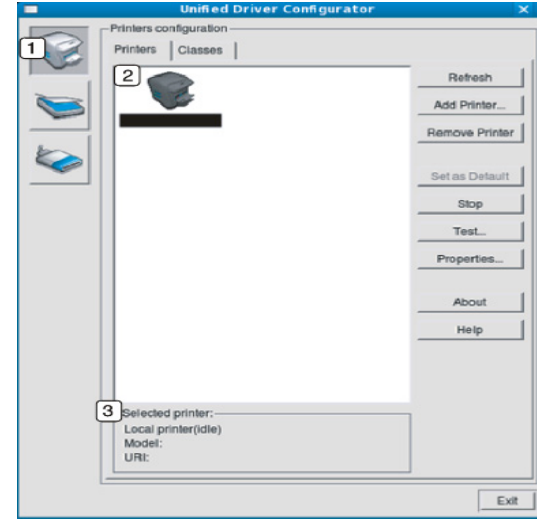 Unified Driver Configurator
Printers configuration
1
Printers Classes
2
Refresh
Add Printer...
Remove Printer
Set as Default
Stop
Test...
Properties...
About
Help
3
Selected printer:
Local printer(idle)
Model:
URI:
Exit